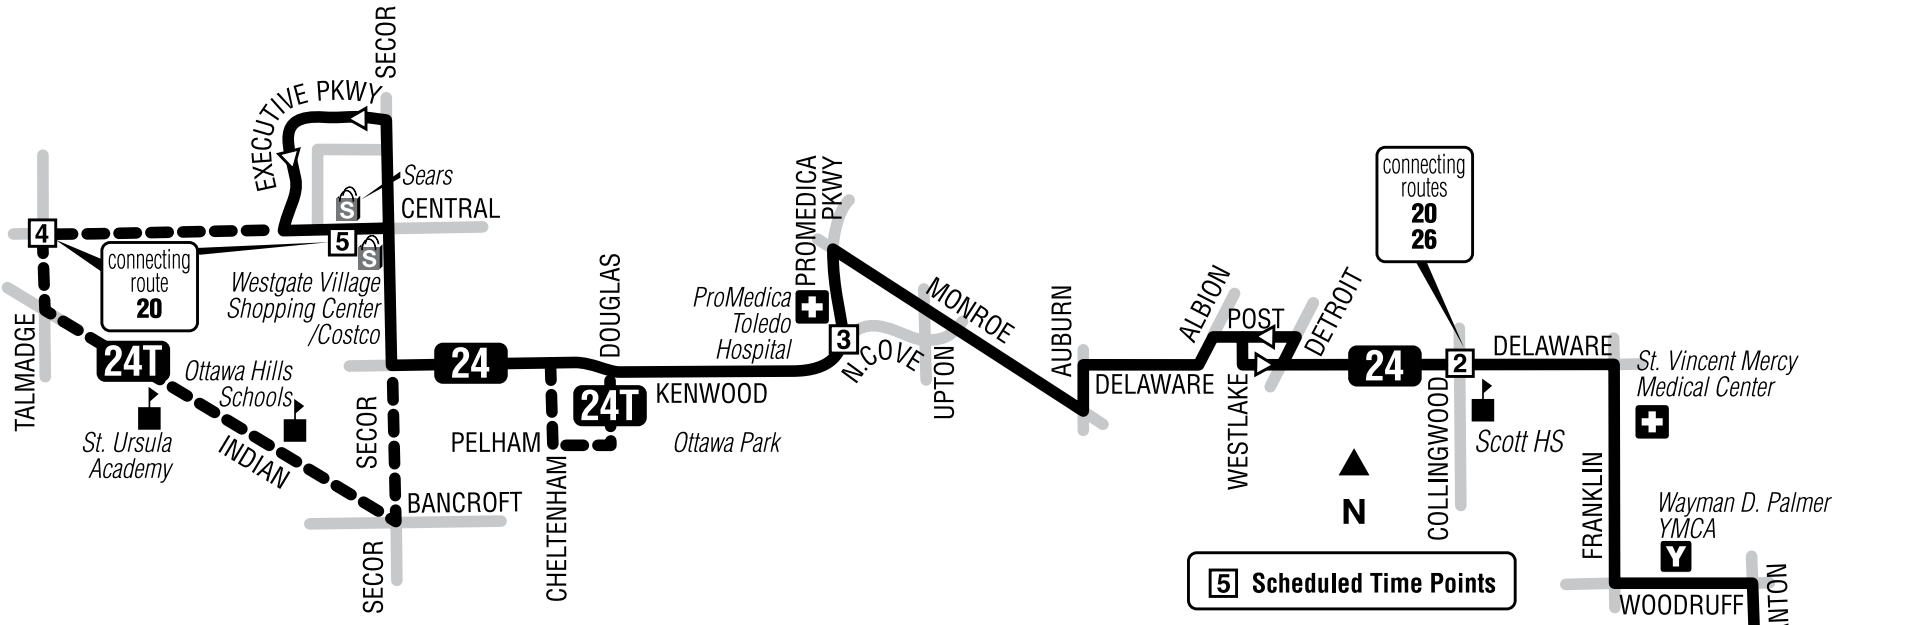 SECOR
EXECUTIVE PKWY
Sears
S
CENTRAL
4
5
S
connecting
route
20
Westgate Village
Shopping Center
/Costco
TALMADGE
24T
Ottawa Hills
Schools
St. Ursula
Academy
INDIAN
SECOR
BANCROFT
SECOR
24
PELHAM
CHELTENHAM
DOUGLAS
24T
KENWOOD
Ottawa Park
ProMedica
Toledo
Hospital
PROMEDICA
PKWY
3
N.COVE
UPTON
MONROE
AUBURN
DELAWARE
ALBION
POST
DETROIT
WESTLAKE
24
connecting
routes
20
26
2
DELAWARE
COLLINGWOOD
Scott HS
St. Vincent Mercy
Medical Center
FRANKLIN
Wayman D. Palmer
YMCA
Y
WOODRUFF
NTON
N
5 Scheduled Time Points